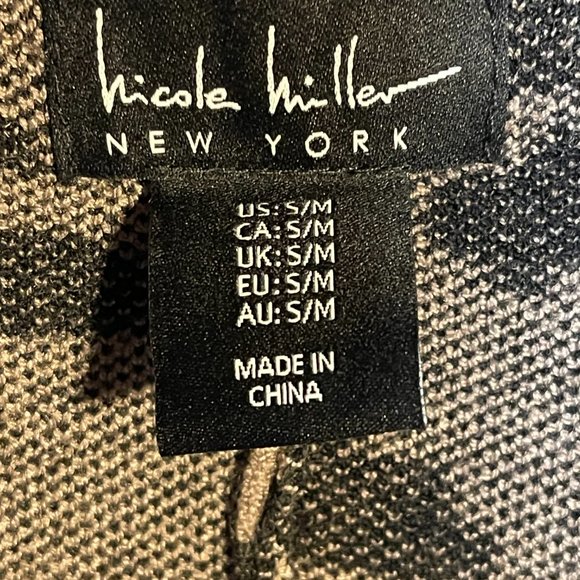 nicole miller
NEW YORK
US: S/M
CA: S/M
UK: S/M
EU: S/M
AU: S/M
MADE IN
CHINA